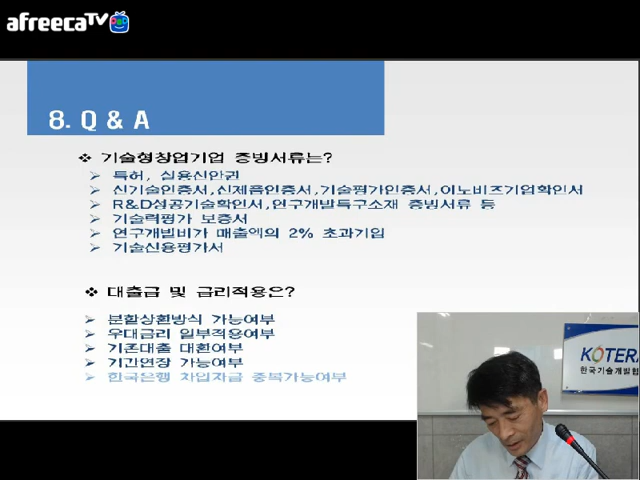 afreecaTV
8. Q & A
❖ 기술형창업기업 증빙서류는?
➢ 특허, 실용신안권
➢ 신기술인증서,신제품인증서,기술평가인증서,이노비즈기업확인서
➢ R&D성공기술확인서,연구개발특구소재 증빙서류 등
➢ 기술력평가 보증서
➢ 연구개발비가 매출액의 2% 초과기업
➢ 기술신용평가서
❖ 대출금 및 금리적용은?
➢ 분할상환방식 가능여부
➢ 우대금리 일부적용여부
➢ 기존대출 대환여부
➢ 기간연장 가능여부
➢ 한국은행 차입자금 중복가능여부
KOTERA
한국기술개발협